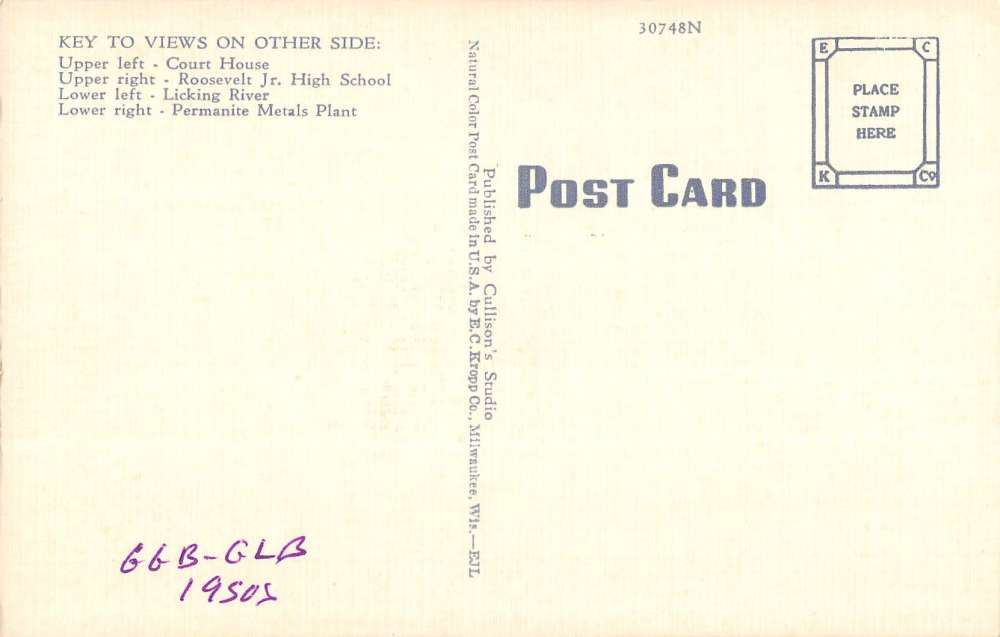 KEY TO VIEWS ON OTHER SIDE:
Upper left - Court House
Upper right - Roosevelt Jr. High School
Lower left - Licking River
Lower right - Permanite Metals Plant
GGB-GLB
1950s
Published by Cullison's Studio
Natural Color Post Card made in U.S.A. by E.C.Kropp Co., Milwaukee, Wis.—EJL
30748N
POST CARD
E C
PLACE
STAMP
HERE
K Co